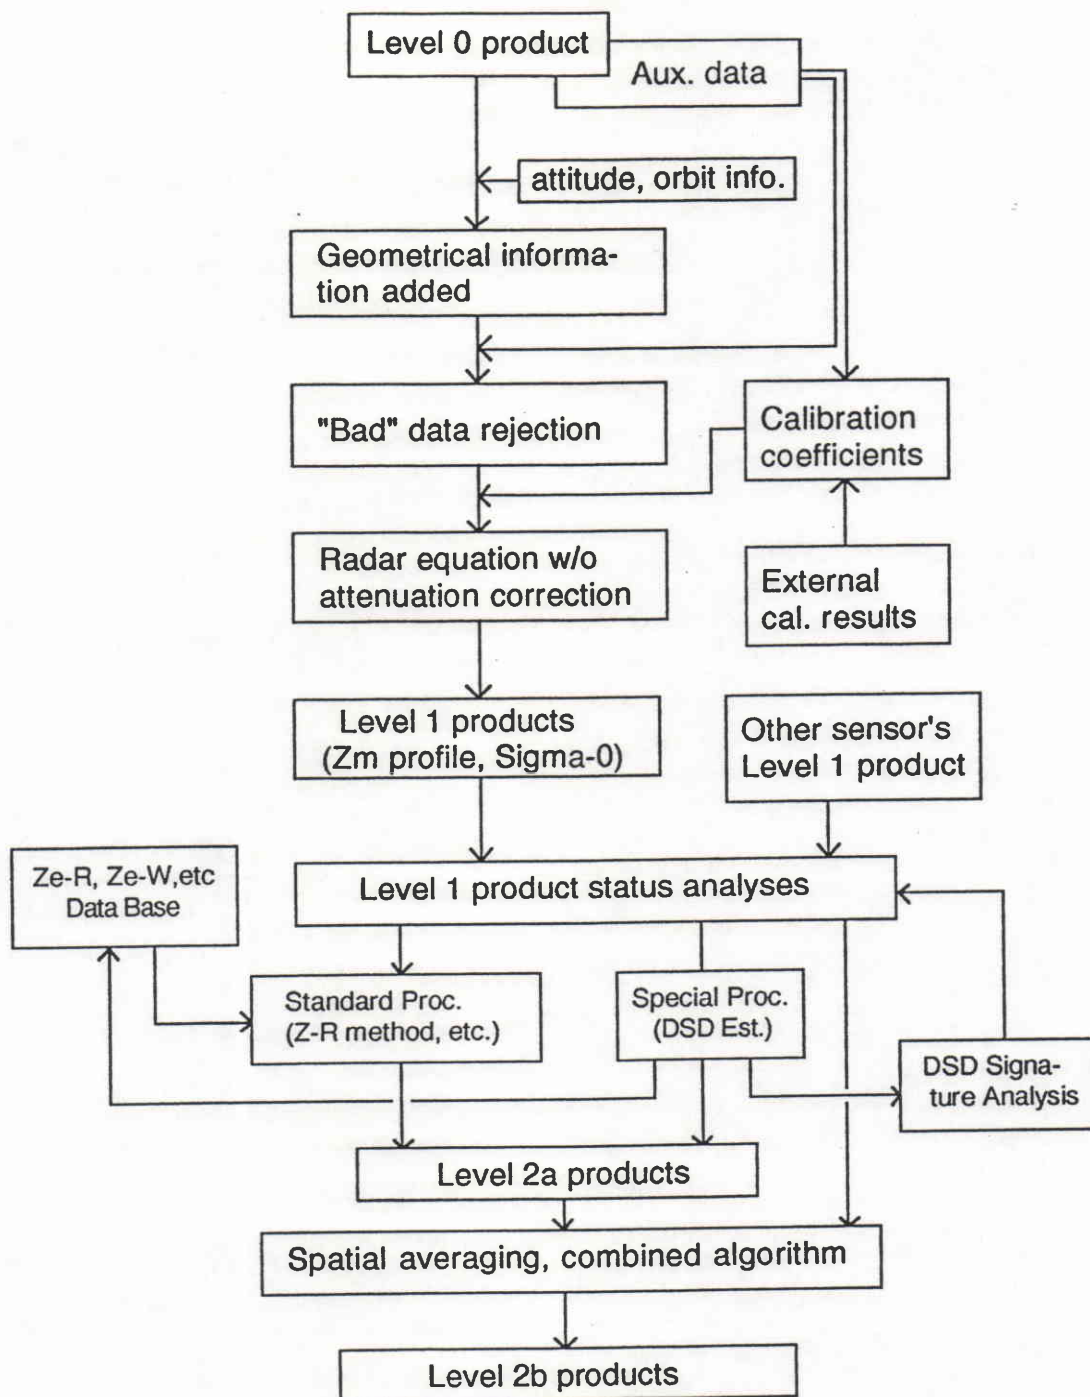 Level 0 product
Aux. data
attitude, orbit info.
Geometrical informa-
tion added
"Bad" data rejection
Calibration
coefficients
Radar equation w/o
attenuation correction
External
cal. results
Level 1 products
(Zm profile, Sigma-0)
Other sensor's
Level 1 product
Ze-R, Ze-W,etc
Data Base
Level 1 product status analyses
Standard Proc.
(Z-R method, etc.)
Special Proc.
(DSD Est.)
DSD Signa-
ture Analysis
Level 2a products
Spatial averaging, combined algorithm
Level 2b products